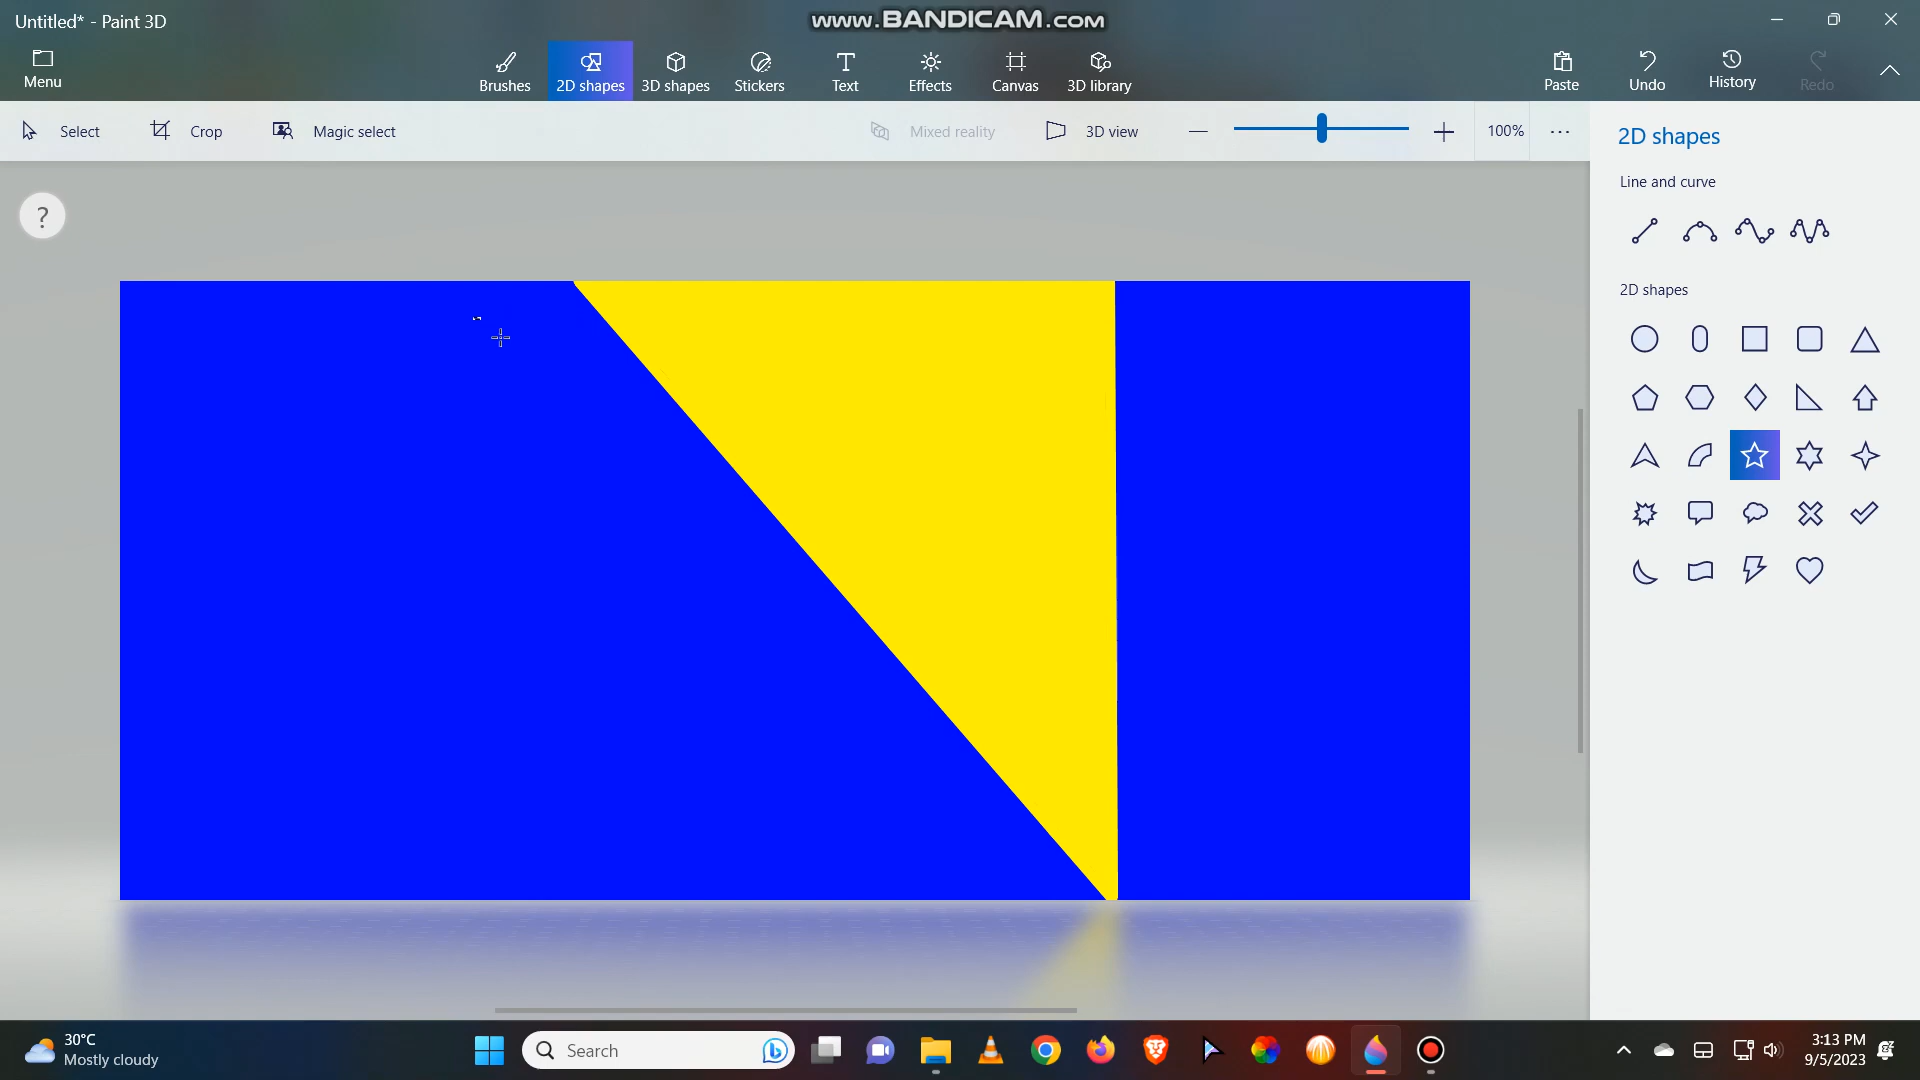 Untitled* - Paint 3D
www.BANDICAM.com
Menu
Brushes
2D shapes
3D shapes
Stickers
Text
Effects
Canvas
3D library
Paste
Undo
History
Redo
Select
Crop
Magic select
Mixed reality
3D view
100%
2D shapes
Line and curve
?
2D shapes
30°C
Mostly cloudy
Search
3:13 PM
9/5/2023